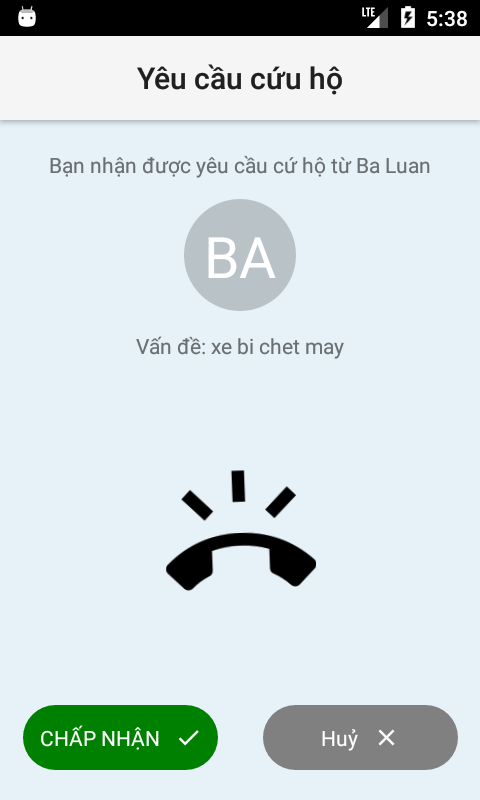 LTE 5:38
Yêu cầu cứu hộ
Bạn nhận được yêu cầu cứ hộ từ Ba Luan
BA
Vấn đề: xe bi chet may
CHẤP NHẬN
Huỷ